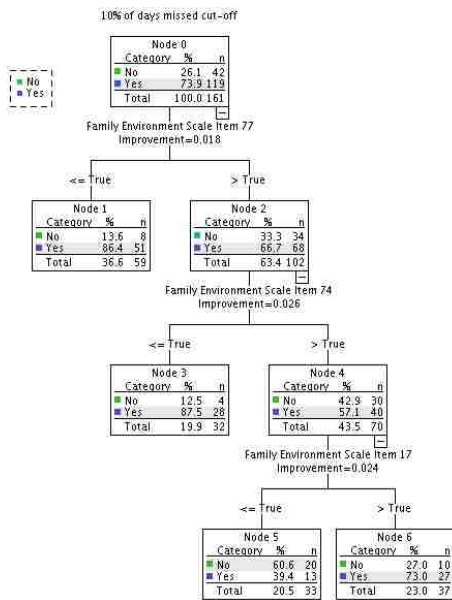 10% of days missed cut-off
No
Yes
Node 0
Category % n
No 26.1 42
Yes 73.9 119
Total 100.0 161
Family Environment Scale Item 77
Improvement=0.018
<= True > True
Node 1
Category % n
No 13.6 8
Yes 86.4 51
Total 36.6 59
Node 2
Category % n
No 33.3 34
Yes 66.7 68
Total 63.4 102
Family Environment Scale Item 74
Improvement=0.026
<= True > True
Node 3
Category % n
No 12.5 4
Yes 87.5 28
Total 19.9 32
Node 4
Category % n
No 42.9 30
Yes 57.1 40
Total 43.5 70
Family Environment Scale Item 17
Improvement=0.024
<= True > True
Node 5
Category % n
No 60.6 20
Yes 39.4 13
Total 20.5 33
Node 6
Category % n
No 27.0 10
Yes 73.0 27
Total 23.0 37